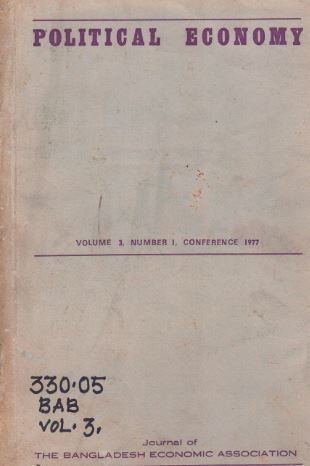 POLITICAL ECONOMY
VOLUME 3, NUMBER 1, CONFERENCE 1977
330.05
BAB
VOL. 3.
Journal of
THE BANGLADESH ECONOMIC ASSOCIATION